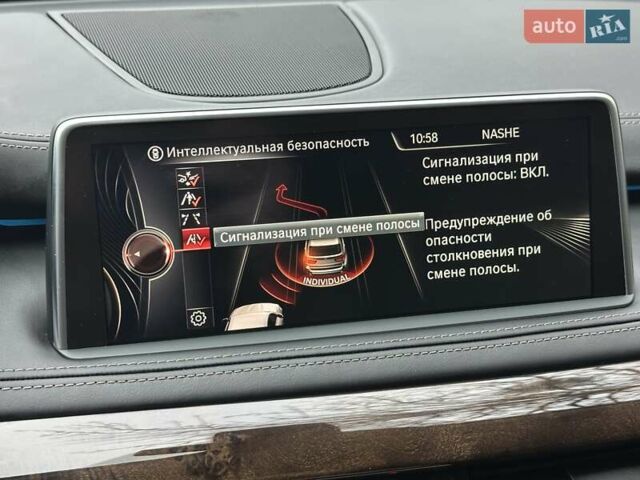 auto RIA.com
Интеллектуальная безопасность
10:58 NASHE
Сигнализация при
смене полосы: ВКЛ.
Сигнализация при смене полосы
Предупреждение об
опасности
столкновения при
смене полосы.
INDIVIDUAL